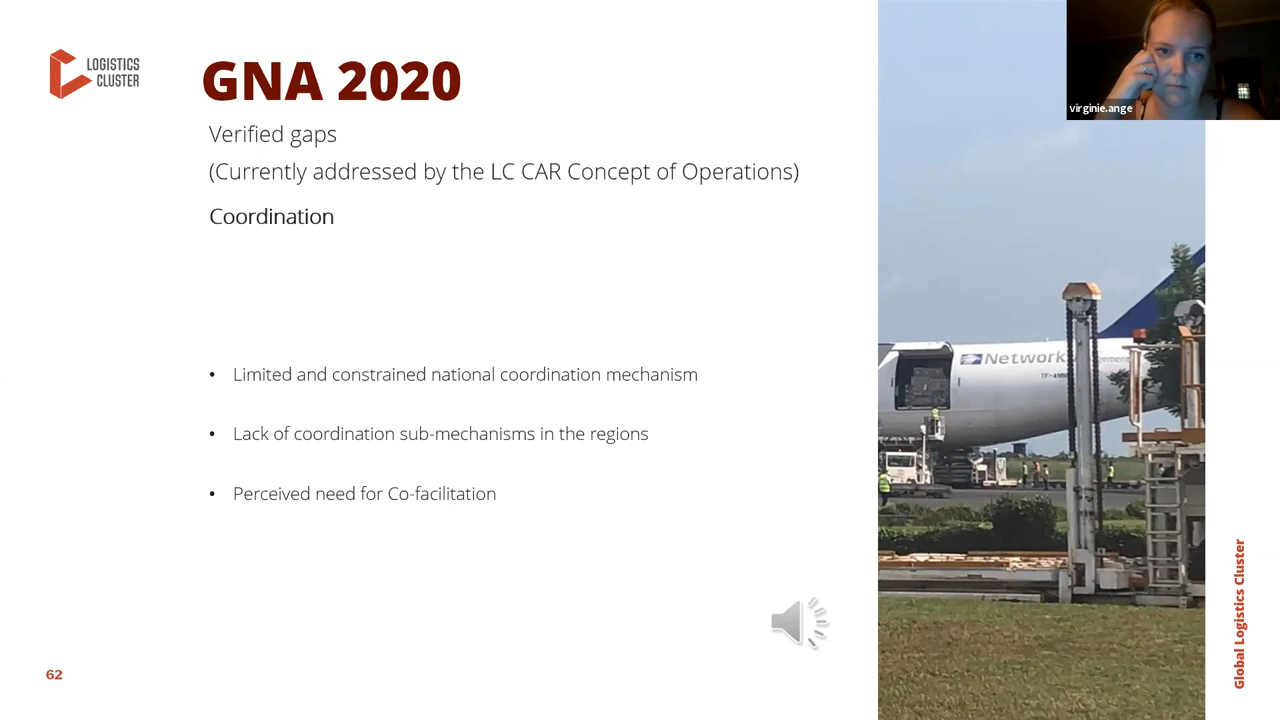 LOGISTICS
CLUSTER
GNA 2020
virginie.ange
Verified gaps
(Currently addressed by the LC CAR Concept of Operations)
Coordination
• Limited and constrained national coordination mechanism
• Lack of coordination sub-mechanisms in the regions
• Perceived need for Co-facilitation
Network
62
Global Logistics Cluster